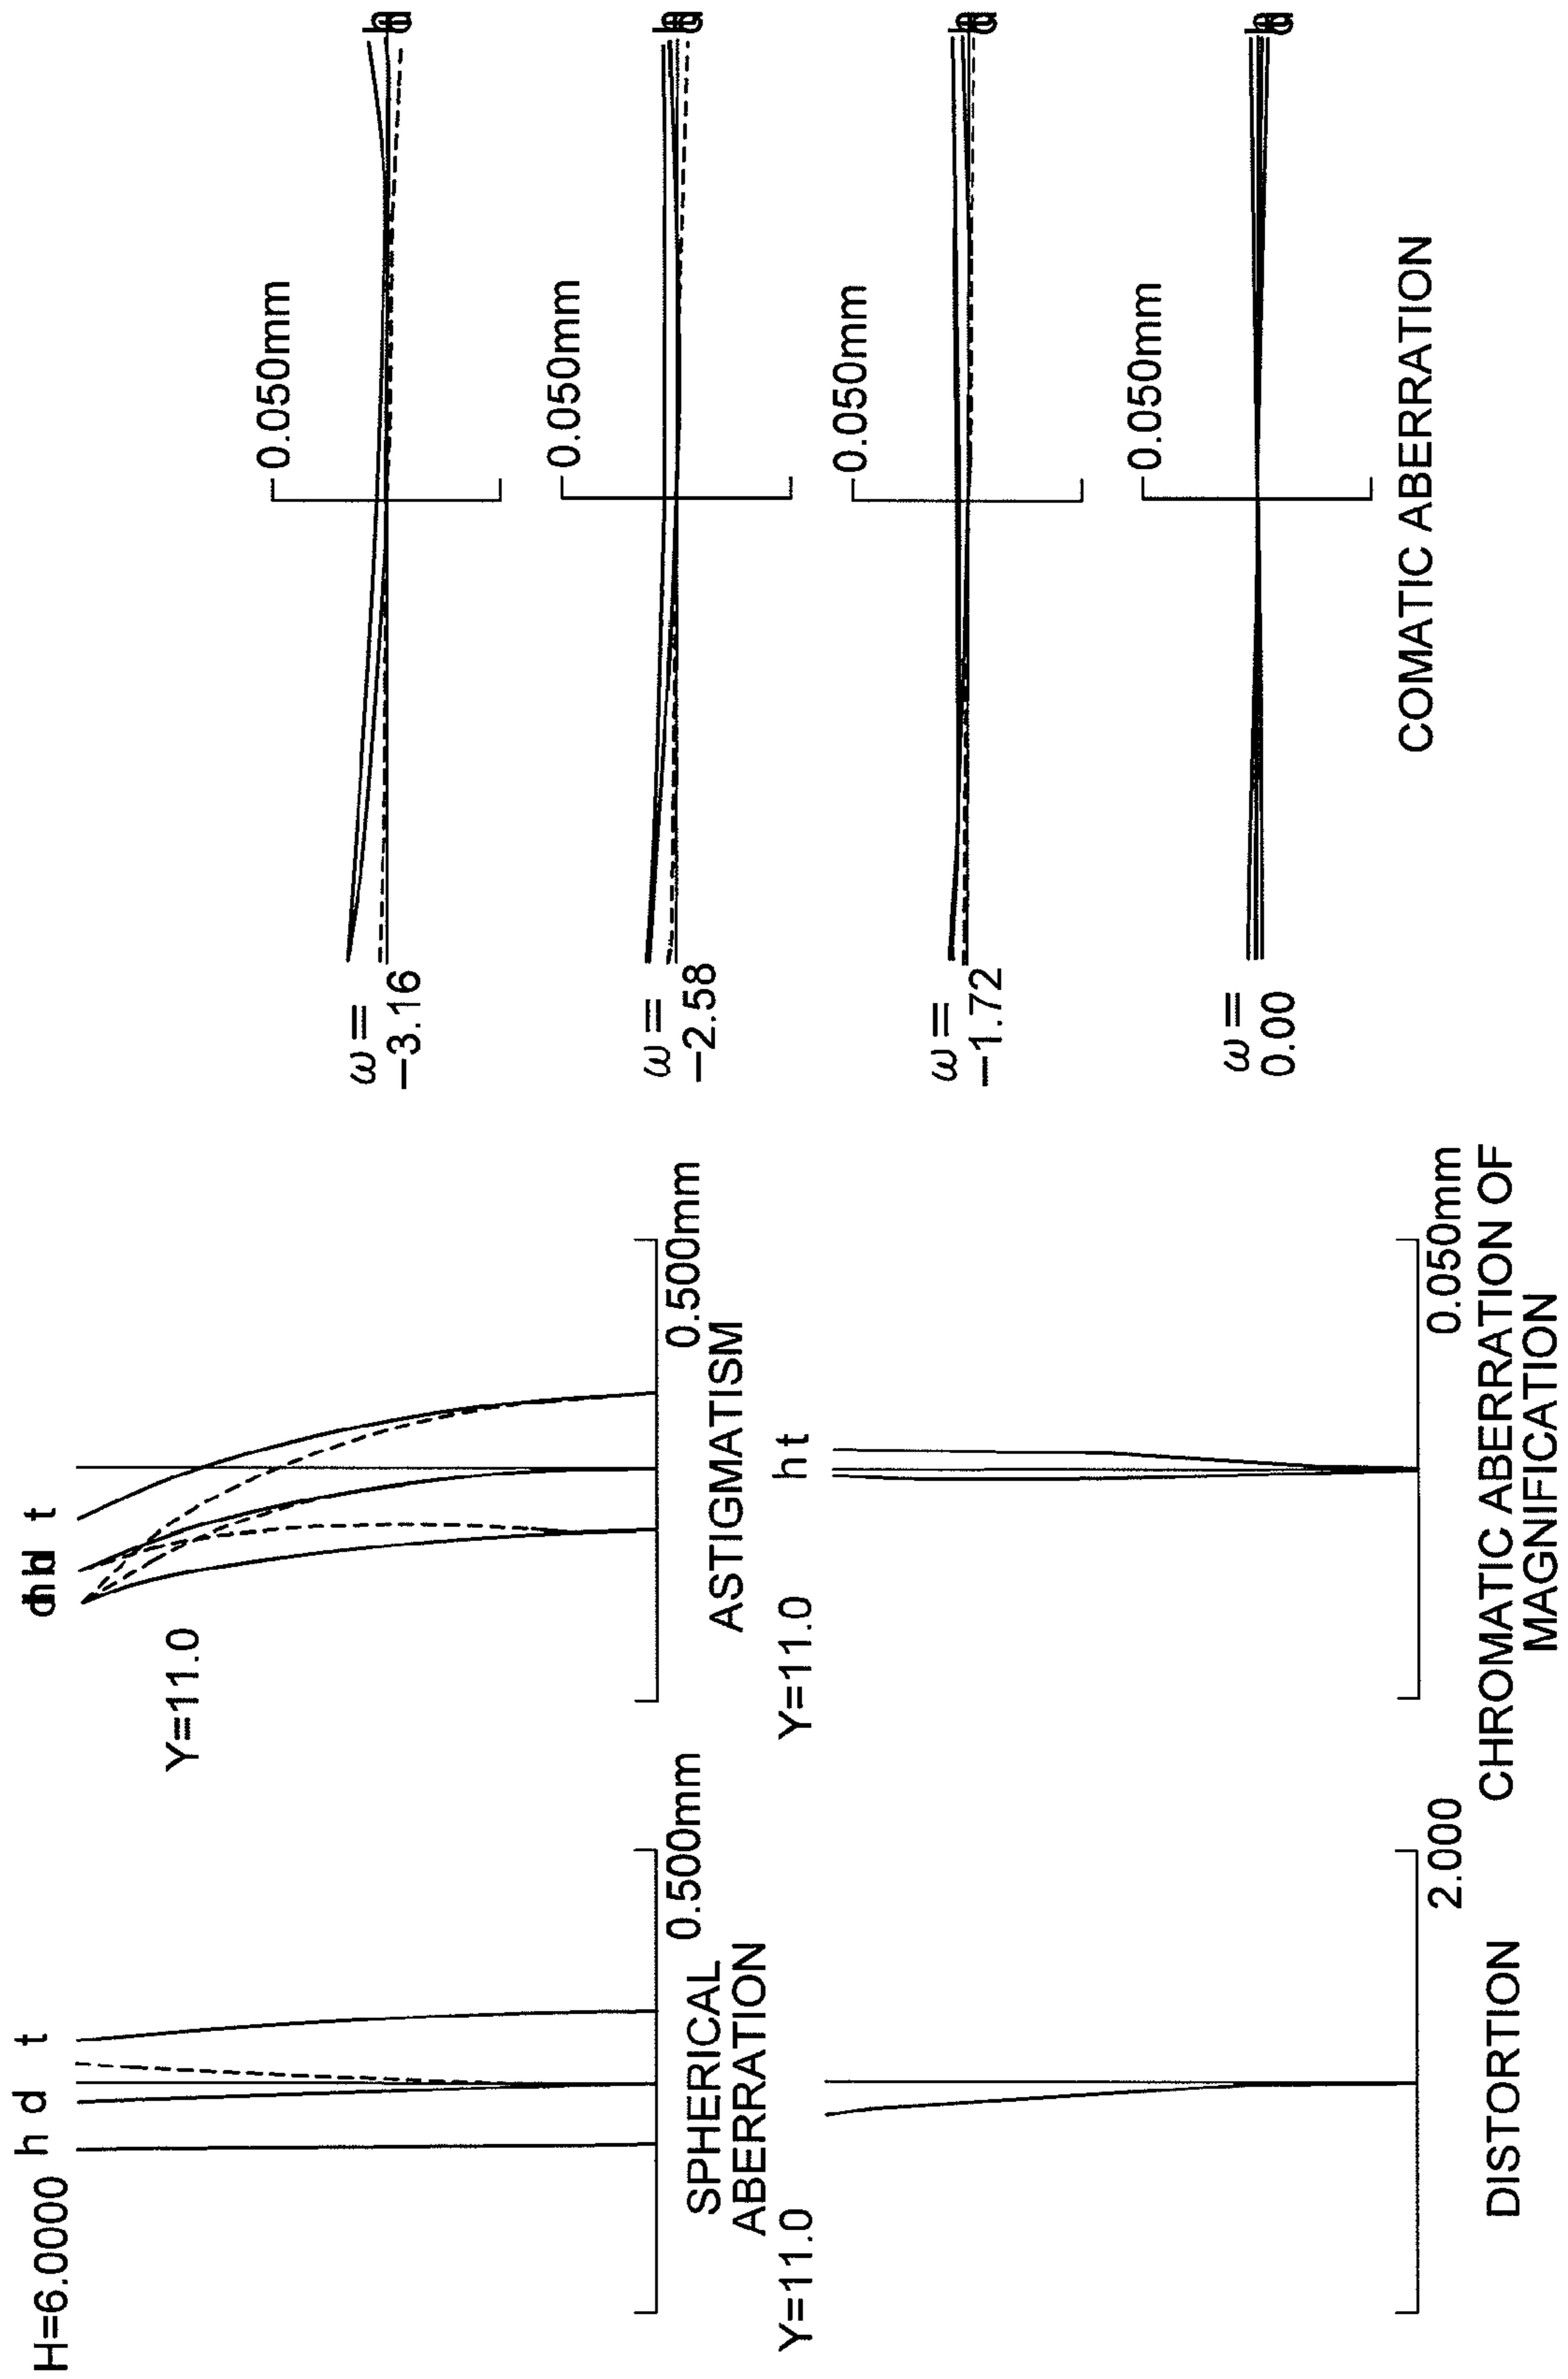 H=6.0000
h d t
0.500mm
SPHERICAL
ABERRATION
Y=11.0
t
0.500mm
ASTIGMATISM
Y=11.0
2.000
DISTORTION
Y=11.0
h t
0.050mm
CHROMATIC ABERRATION OF
MAGNIFICATION
ω=
−3.16
0.050mm
ω=
−2.58
0.050mm
ω=
−1.72
0.050mm
ω=
0.00
0.050mm
COMATIC ABERRATION